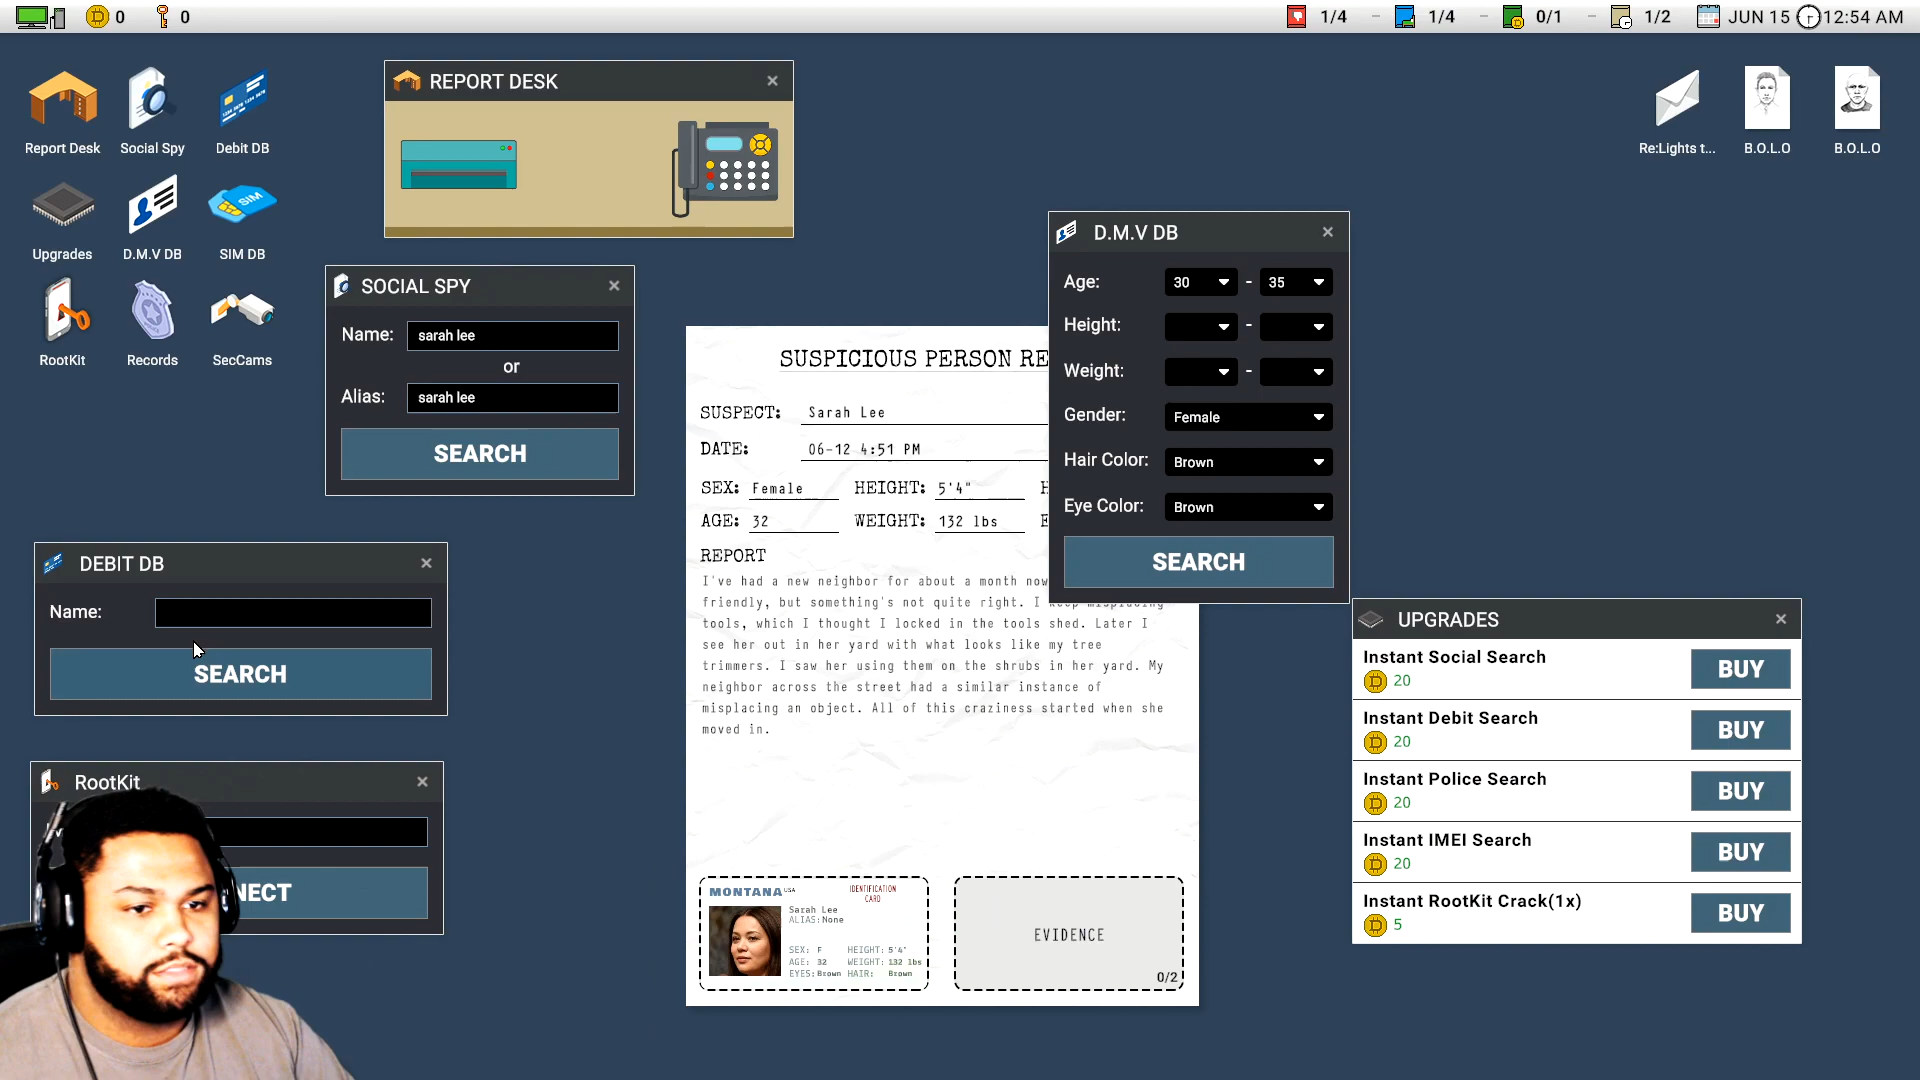 0
0
1/4
1/4
0/1
1/2
JUN 15
12:54 AM
Report Desk
Social Spy
Debit DB
Upgrades
D.M.V DB
SIM DB
RootKit
Records
SecCams
Re:Lights t...
B.O.L.O
B.O.L.O
REPORT DESK
SOCIAL SPY
Name: sarah lee
or
Alias: sarah lee
SEARCH
DEBIT DB
Name:
SEARCH
RootKit
NECT
SUSPICIOUS PERSON RE
SUSPECT: Sarah Lee
DATE: 06-12 4:51 PM
SEX: Female HEIGHT: 5'4"
AGE: 32 WEIGHT: 132 lbs
REPORT
I've had a new neighbor for about a month now
friendly, but something's not quite right. I keep misplacing
tools, which I thought I locked in the tools shed. Later I
see her out in her yard with what looks like my tree
trimmers. I saw her using them on the shrubs in her yard. My
neighbor across the street had a similar instance of
misplacing an object. All of this craziness started when she
moved in.
MONTANA USA
IDENTIFICATION
CARD
Sarah Lee
ALIAS: None
SEX: F HEIGHT: 5'4"
AGE: 32 WEIGHT: 132 lbs
EYES: Brown HAIR: Brown
EVIDENCE
0/2
D.M.V DB
Age: 30 - 35
Height: -
Weight: -
Gender: Female
Hair Color: Brown
Eye Color: Brown
SEARCH
UPGRADES
Instant Social Search
20
BUY
Instant Debit Search
20
BUY
Instant Police Search
20
BUY
Instant IMEI Search
20
BUY
Instant RootKit Crack(1x)
5
BUY